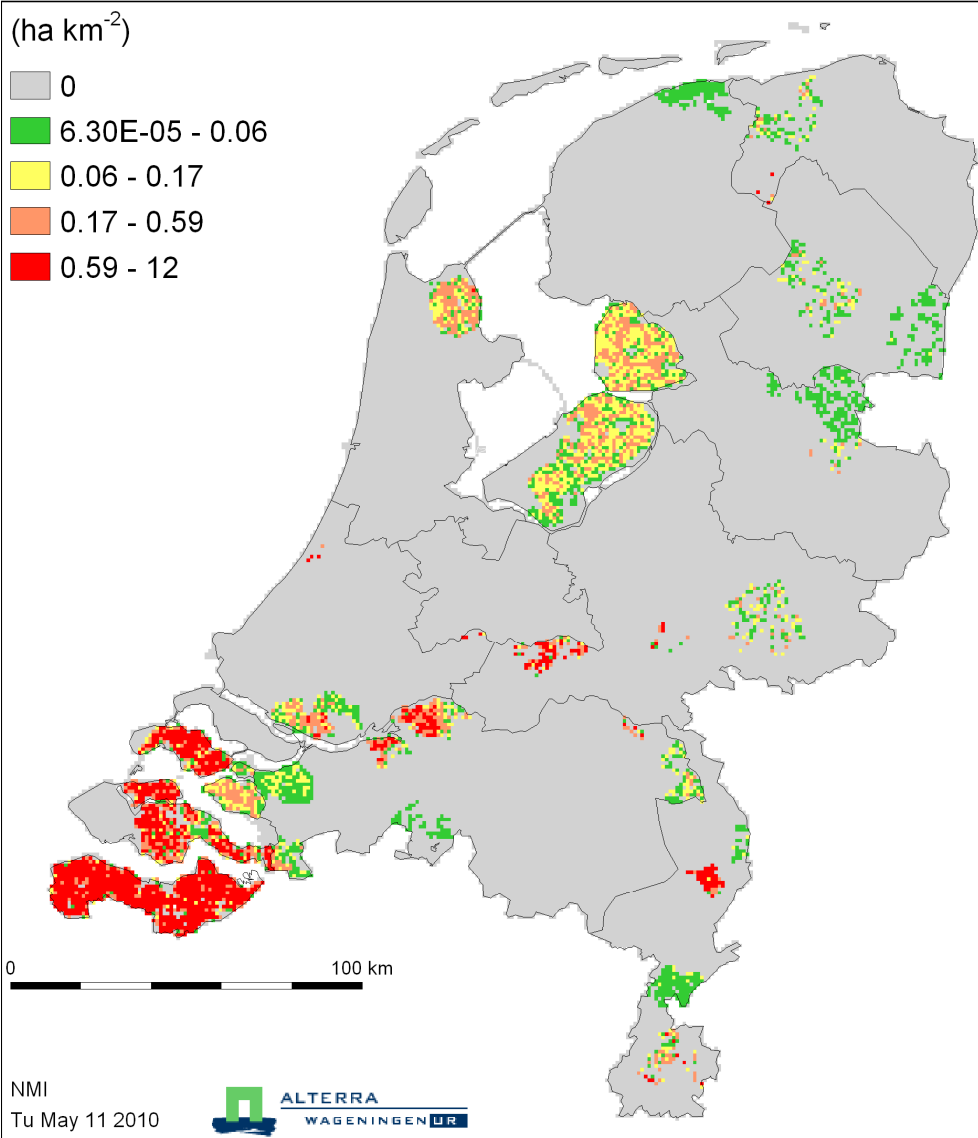 (ha km-2)
0
6.30E-05 - 0.06
0.06 - 0.17
0.17 - 0.59
0.59 - 12
0 100 km
NMI
Tu May 11 2010
ALTERRA
WAGENINGEN UR